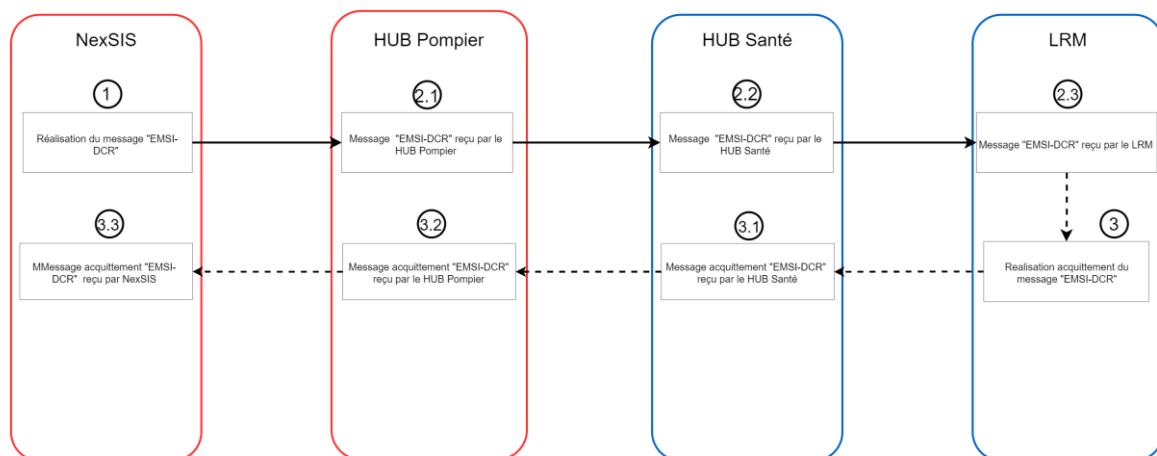 NexSIS
HUB Pompier
HUB Santé
LRM
1
2.1
2.2
2.3
Réalisation du message "EMSI-
DCR"
Message "EMSI-DCR" reçu par le
HUB Pompier
Message "EMSI-DCR" reçu par le
HUB Santé
Message "EMSI-DCR" reçu par le LRM
3.3
3.2
3.1
3
MMessage acquittement "EMSI-
DCR" reçu par NexSIS
Message acquittement "EMSI-DCR"
reçu par le HUB Pompier
Message acquittement "EMSI-DCR"
reçu par le HUB Santé
Realisation acquittement du
message "EMSI-DCR"